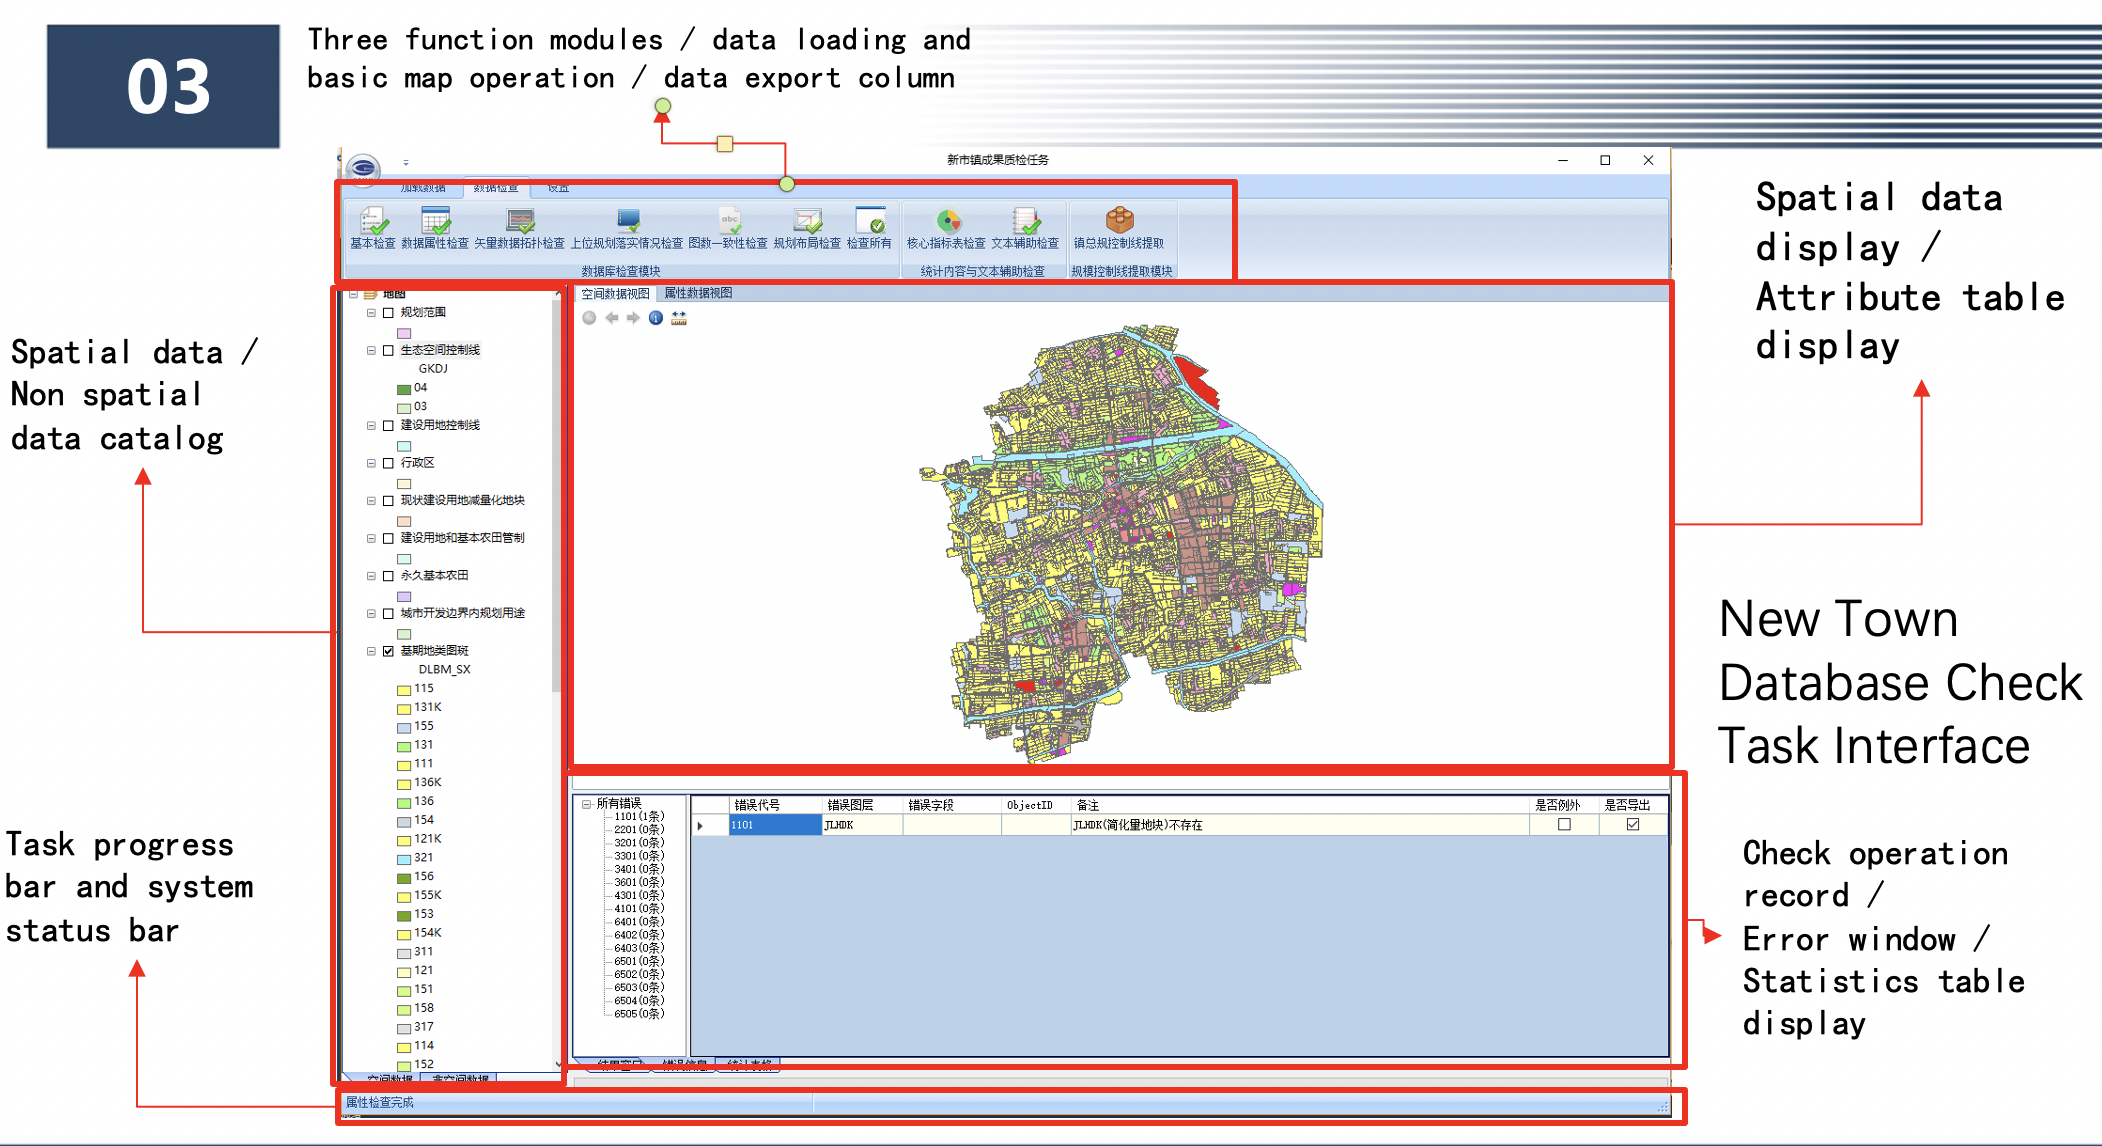 03
Three function modules / data loading and
basic map operation / data export column
新市镇成果质检任务
加载数据 数据检查 设置
基本检查 数据属性检查 矢量数据拓扑检查 上位规划落实情况检查 图数一致性检查 规划布局检查 检查所有 核心指标表检查 文本辅助检查 镇总规控制线提取
数据库检查模块 统计内容与文本辅助检查 规模控制线提取模块
地图
规划范围
生态空间控制线
GKDJ
04
03
建设用地控制线
行政区
现状建设用地减量化地块
建设用地和基本农田管制
永久基本农田
城市开发边界内规划用途
基期地类图斑
DLBM_SX
115
131K
155
131
111
136K
136
154
121K
321
156
155K
153
154K
311
121
151
158
317
114
152
空间数据 非空间数据
空间数据视图 属性数据视图
所有错误
1101(1条)
2201(0条)
3201(0条)
3301(0条)
3401(0条)
3601(0条)
4301(0条)
4101(0条)
6401(0条)
6402(0条)
6403(0条)
6501(0条)
6502(0条)
6503(0条)
6504(0条)
6505(0条)
错误代号 错误图层 错误字段 ObjectID 备注 是否例外 是否导出
1101 JLHDK JLHDK(简化量地块)不存在
结果窗口 错误信息 统计表格
属性检查完成
Spatial data /
Non spatial
data catalog
Task progress
bar and system
status bar
Spatial data
display /
Attribute table
display
New Town
Database Check
Task Interface
Check operation
record /
Error window /
Statistics table
display